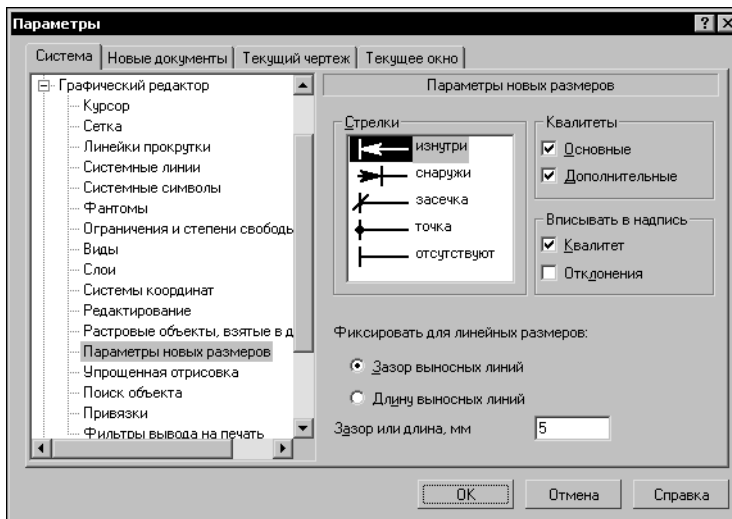 Параметры
Система
Новые документы
Текущий чертеж
Текущее окно
Графический редактор
Курсор
Сетка
Линейки прокрутки
Системные линии
Системные символы
Фантомы
Ограничения и степени свободы
Виды
Слои
Системы координат
Редактирование
Растровые объекты, взятые в д
Параметры новых размеров
Упрощенная отрисовка
Поиск объекта
Привязки
Фильтры вывода на печать
Параметры новых размеров
Стрелки
изнутри
снаружи
засечка
точка
отсутствуют
Квалитеты
Основные
Дополнительные
Вписывать в надпись
Квалитет
Отклонения
Фиксировать для линейных размеров:
Зазор выносных линий
Длину выносных линий
Зазор или длина, мм
5
OK
Отмена
Справка